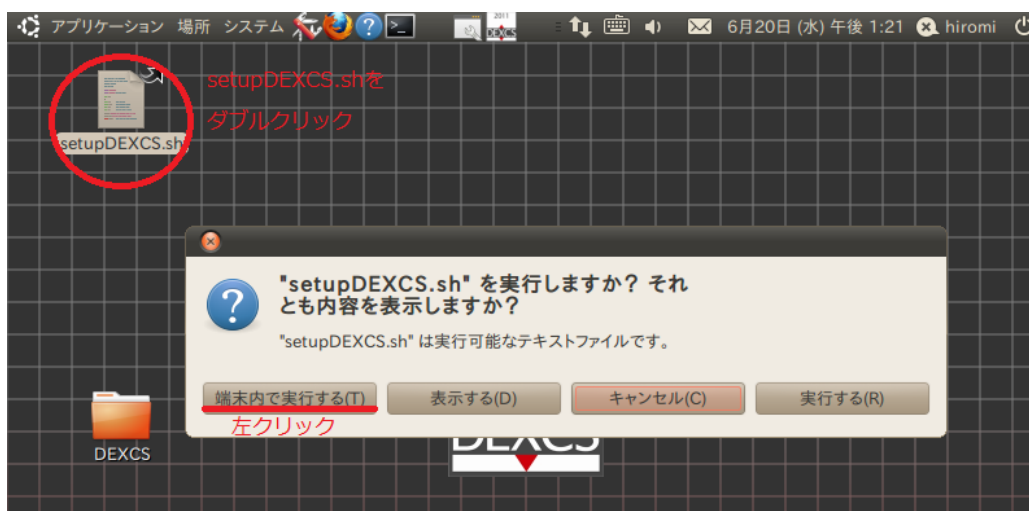 アプリケーション 場所 システム 2011 DEXCS 6月20日 (水) 午後 1:21 hiromi
setupDEXCS.shを
ダブルクリック
setupDEXCS.sh
"setupDEXCS.sh" を実行しますか? それ
とも内容を表示しますか?
"setupDEXCS.sh" は実行可能なテキストファイルです。
端末内で実行する(T) 表示する(D) キャンセル(C) 実行する(R)
左クリック
DEXCS
DEXCS